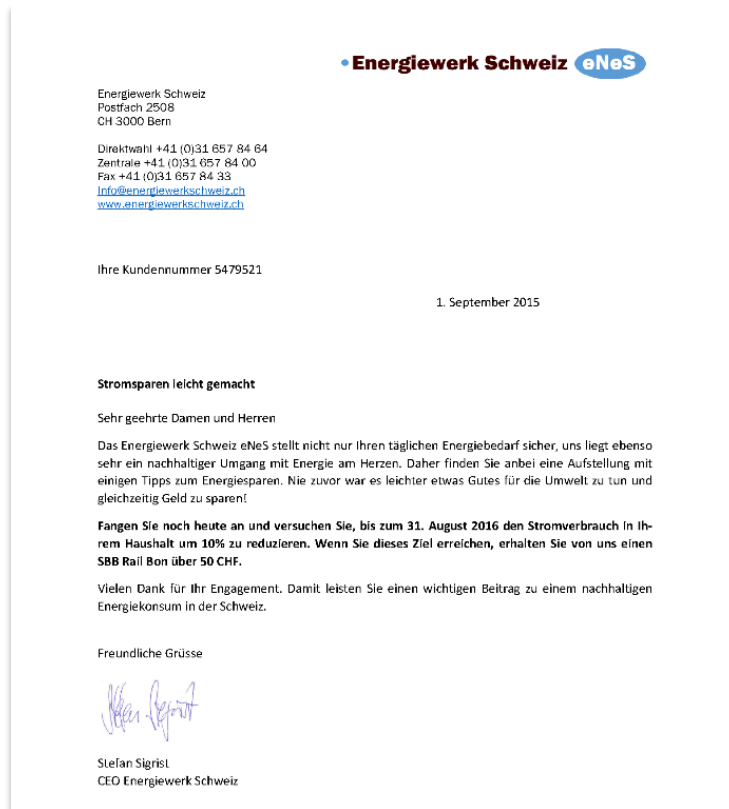 •Energiewerk Schweiz eNeS
Energiewerk Schweiz
Postfach 2508
CH 3000 Bern
Direktwahl +41 (0)31 657 84 64
Zentrale +41 (0)31 657 84 00
Fax +41 (0)31 657 84 33
Info@energiewerkschweiz.ch
www.energiewerkschweiz.ch
Ihre Kundennummer 5479521
1. September 2015
Stromsparen leicht gemacht
Sehr geehrte Damen und Herren
Das Energiewerk Schweiz eNeS stellt nicht nur Ihren täglichen Energiebedarf sicher, uns liegt ebenso
sehr ein nachhaltiger Umgang mit Energie am Herzen. Daher finden Sie anbei eine Aufstellung mit
einigen Tipps zum Energiesparen. Nie zuvor war es leichter etwas Gutes für die Umwelt zu tun und
gleichzeitig Geld zu sparen!
Fangen Sie noch heute an und versuchen Sie, bis zum 31. August 2016 den Stromverbrauch in Ih-
rem Haushalt um 10% zu reduzieren. Wenn Sie dieses Ziel erreichen, erhalten Sie von uns einen
SBB Rail Bon über 50 CHF.
Vielen Dank für Ihr Engagement. Damit leisten Sie einen wichtigen Beitrag zu einem nachhaltigen
Energiekonsum in der Schweiz.
Freundliche Grüsse
Stefan Sigrist
CEO Energiewerk Schweiz